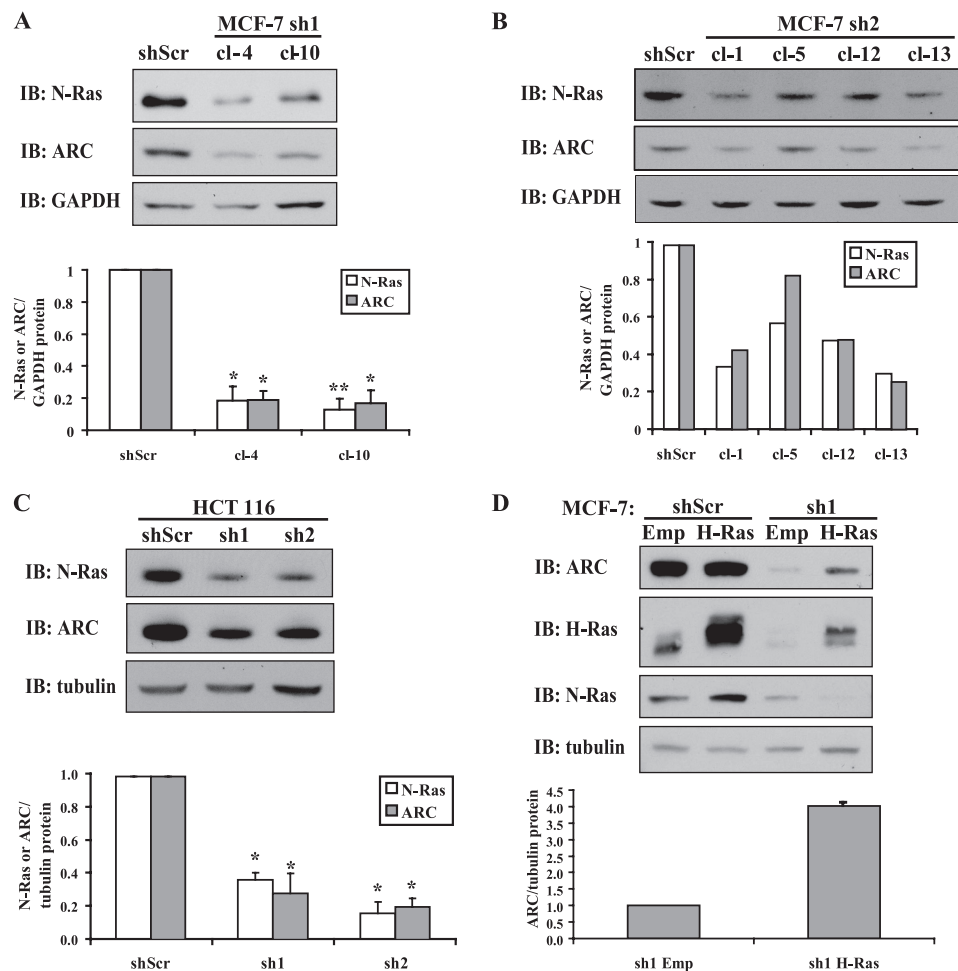 A
MCF-7 sh1
shScr cl-4 cl-10
IB: N-Ras
IB: ARC
IB: GAPDH
N-Ras or ARC/
GAPDH protein
1
0.8
0.6
0.4
0.2
0
N-Ras
ARC
* * ** *
shScr cl-4 cl-10
B
MCF-7 sh2
shScr cl-1 cl-5 cl-12 cl-13
IB: N-Ras
IB: ARC
IB: GAPDH
N-Ras or ARC/
GAPDH protein
1
0.8
0.6
0.4
0.2
0
N-Ras
ARC
shScr cl-1 cl-5 cl-12 cl-13
C
HCT 116
shScr sh1 sh2
IB: N-Ras
IB: ARC
IB: tubulin
N-Ras or ARC/
tubulin protein
1.0
0.8
0.6
0.4
0.2
0.0
N-Ras
ARC
* * * *
shScr sh1 sh2
D
MCF-7: shScr sh1
Emp H-Ras Emp H-Ras
IB: ARC
IB: H-Ras
IB: N-Ras
IB: tubulin
ARC/tubulin protein
4.5
4.0
3.5
3.0
2.5
2.0
1.5
1.0
0.5
0.0
sh1 Emp sh1 H-Ras